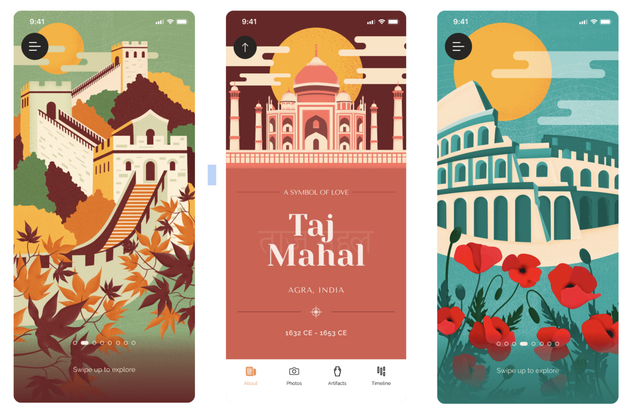 9:41
Swipe up to explore
9:41
A SYMBOL OF LOVE
ताज महल
Taj
Mahal
AGRA, INDIA
1632 CE - 1653 CE
About
Photos
Artifacts
Timeline
9:41
Swipe up to explore